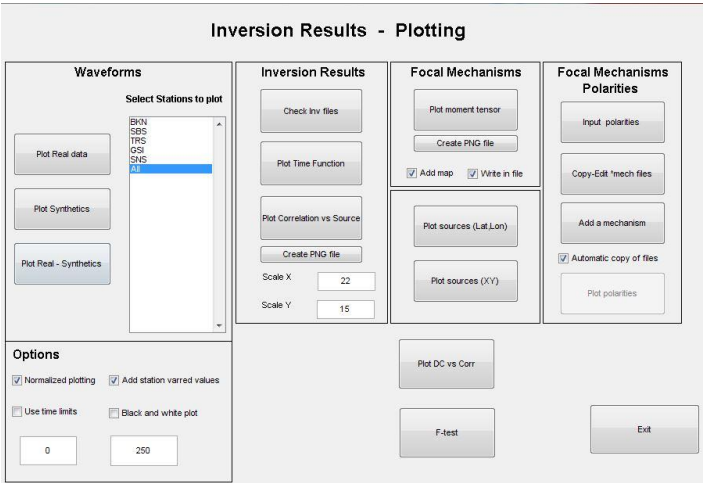 Inversion Results - Plotting
Waveforms
Select Stations to plot
BKN
SBS
TRS
GSI
SNS
All
Plot Real data
Plot Synthetics
Plot Real - Synthetics
Options
Normalized plotting
Add station varred values
Use time limits
Black and white plot
0
250
Inversion Results
Check Inv files
Plot Time Function
Plot Correlation vs Source
Create PNG file
Scale X
22
Scale Y
15
Focal Mechanisms
Plot moment tensor
Create PNG file
Add map
Write in file
Plot sources (Lat,Lon)
Plot sources (XY)
Focal Mechanisms
Polarities
Input polarities
Copy-Edit *mech files
Add a mechanism
Automatic copy of files
Plot polarities
Plot DC vs Corr
F-test
Exit